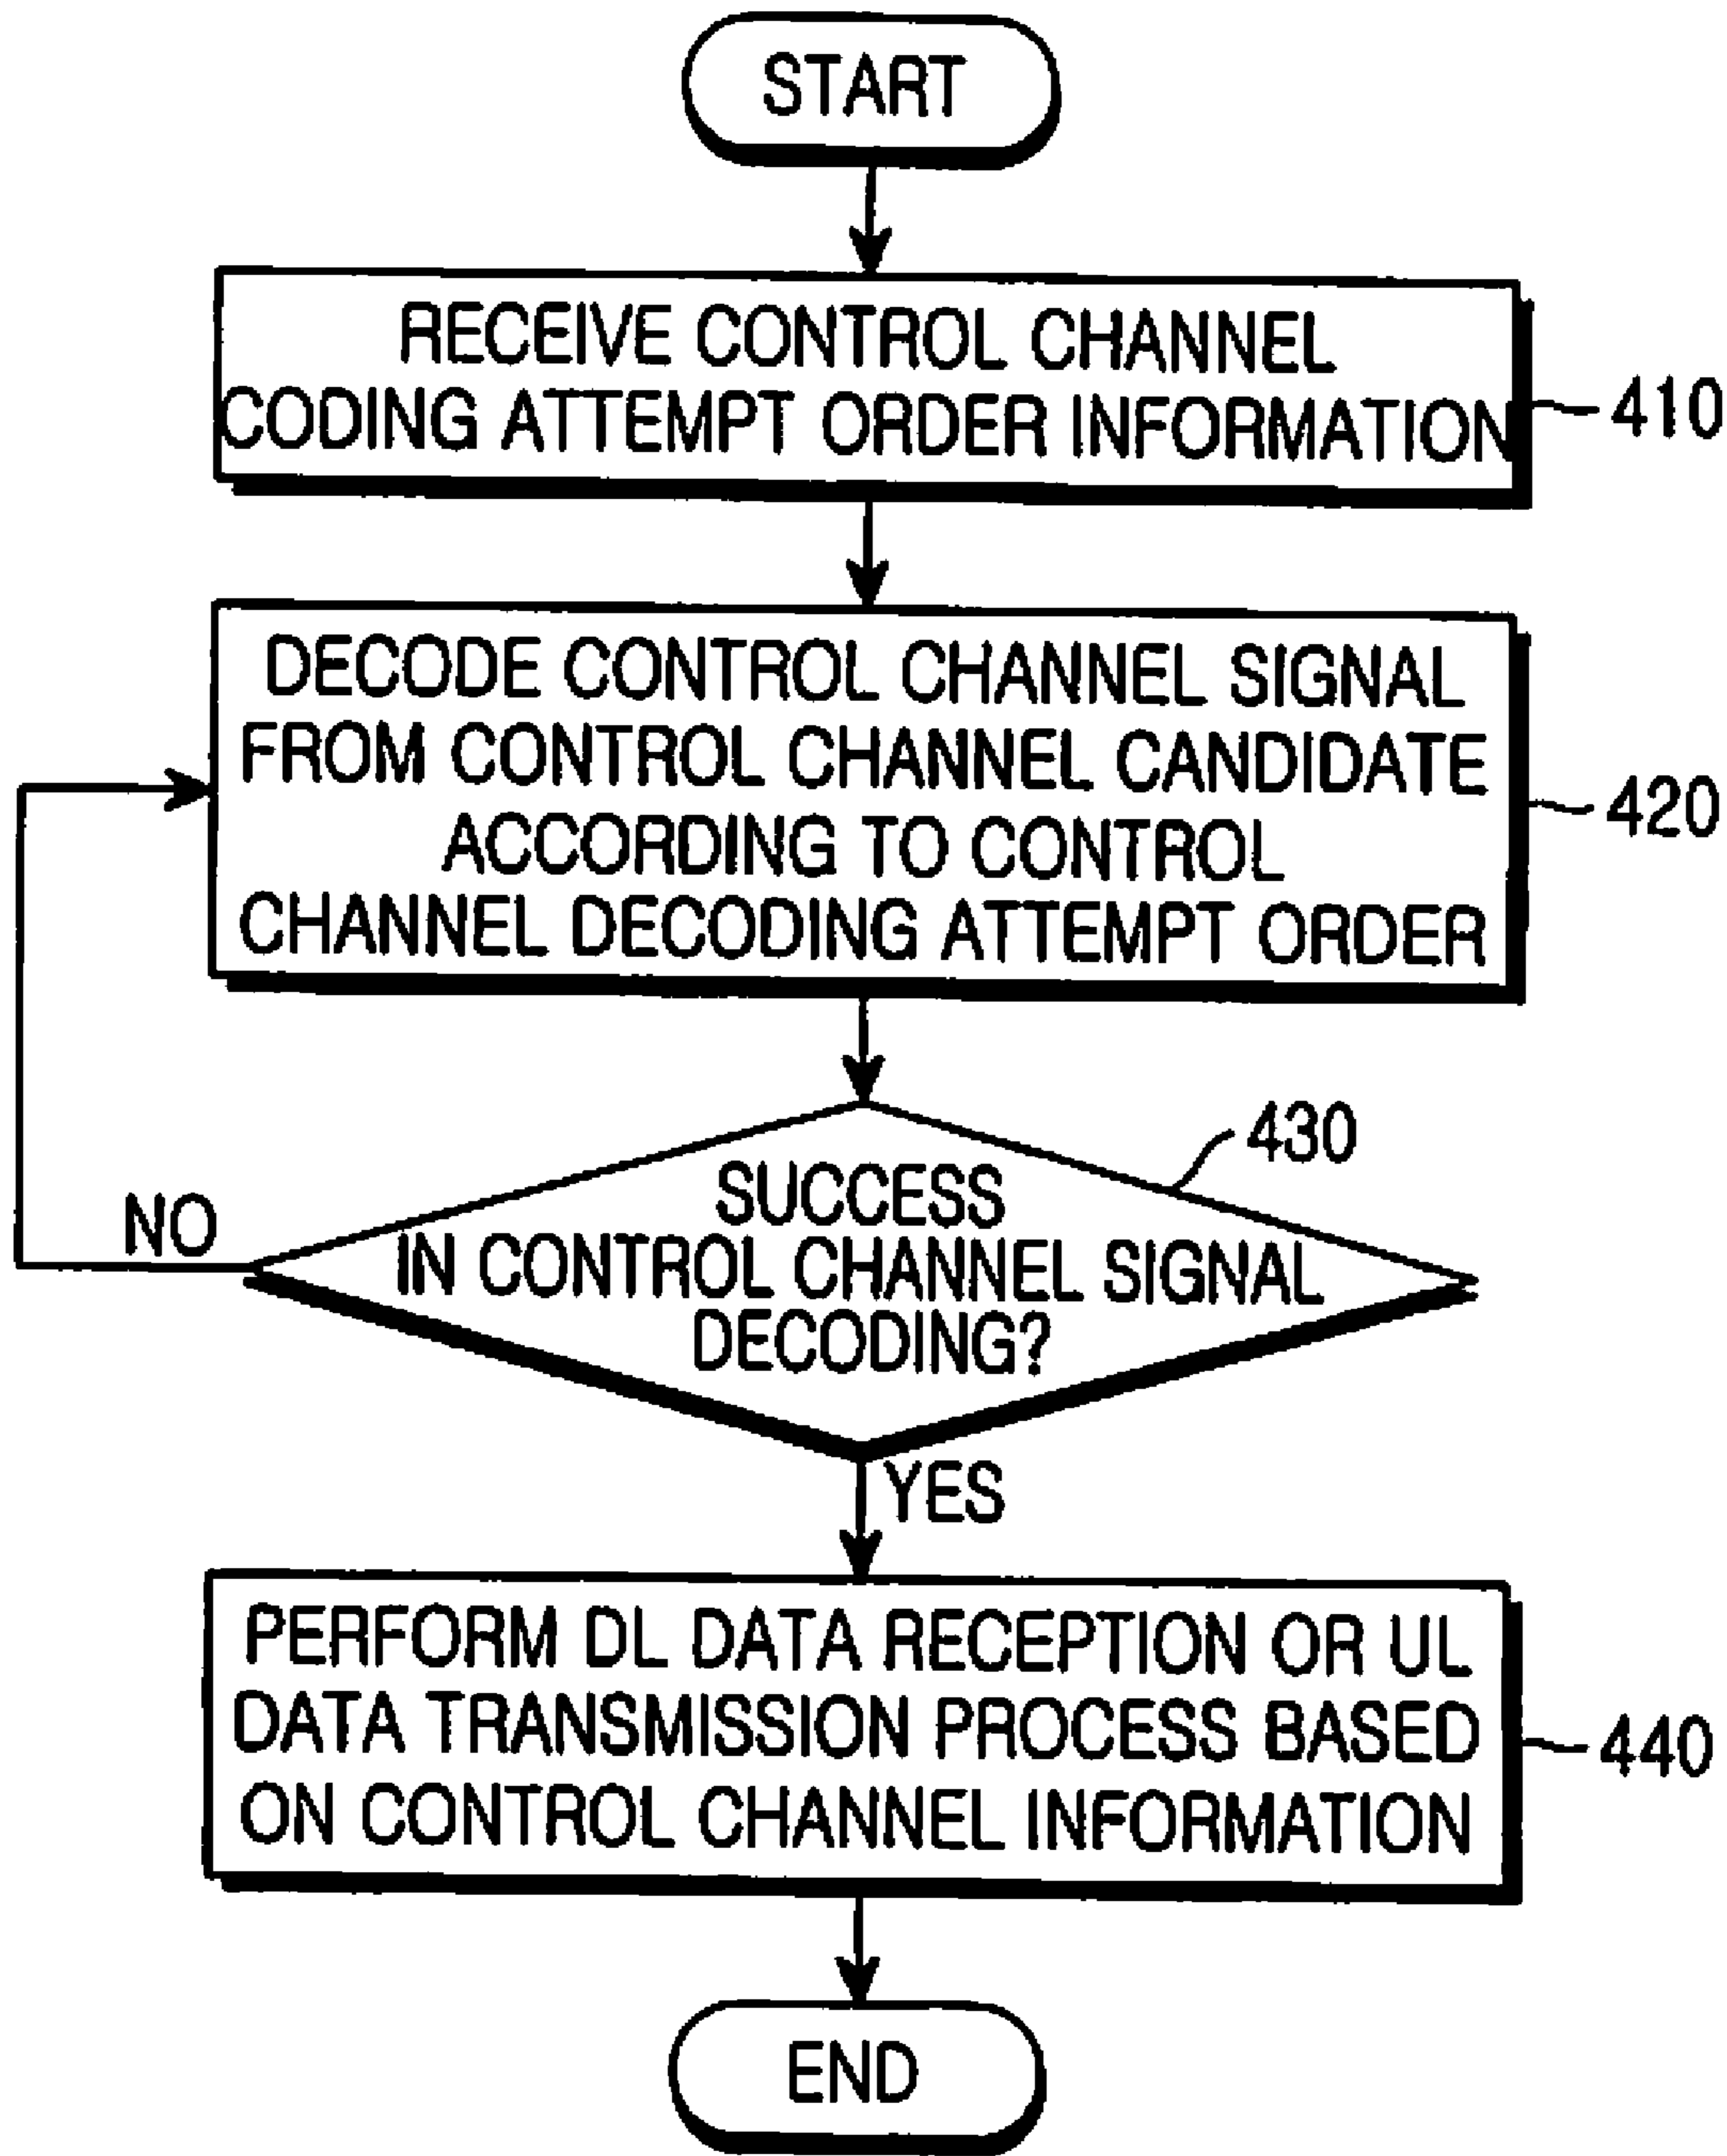 START
RECEIVE CONTROL CHANNEL
CODING ATTEMPT ORDER INFORMATION
410
DECODE CONTROL CHANNEL SIGNAL
FROM CONTROL CHANNEL CANDIDATE
ACCORDING TO CONTROL
CHANNEL DECODING ATTEMPT ORDER
420
430
SUCCESS
IN CONTROL CHANNEL SIGNAL
DECODING?
NO
YES
PERFORM DL DATA RECEPTION OR UL
DATA TRANSMISSION PROCESS BASED
ON CONTROL CHANNEL INFORMATION
440
END